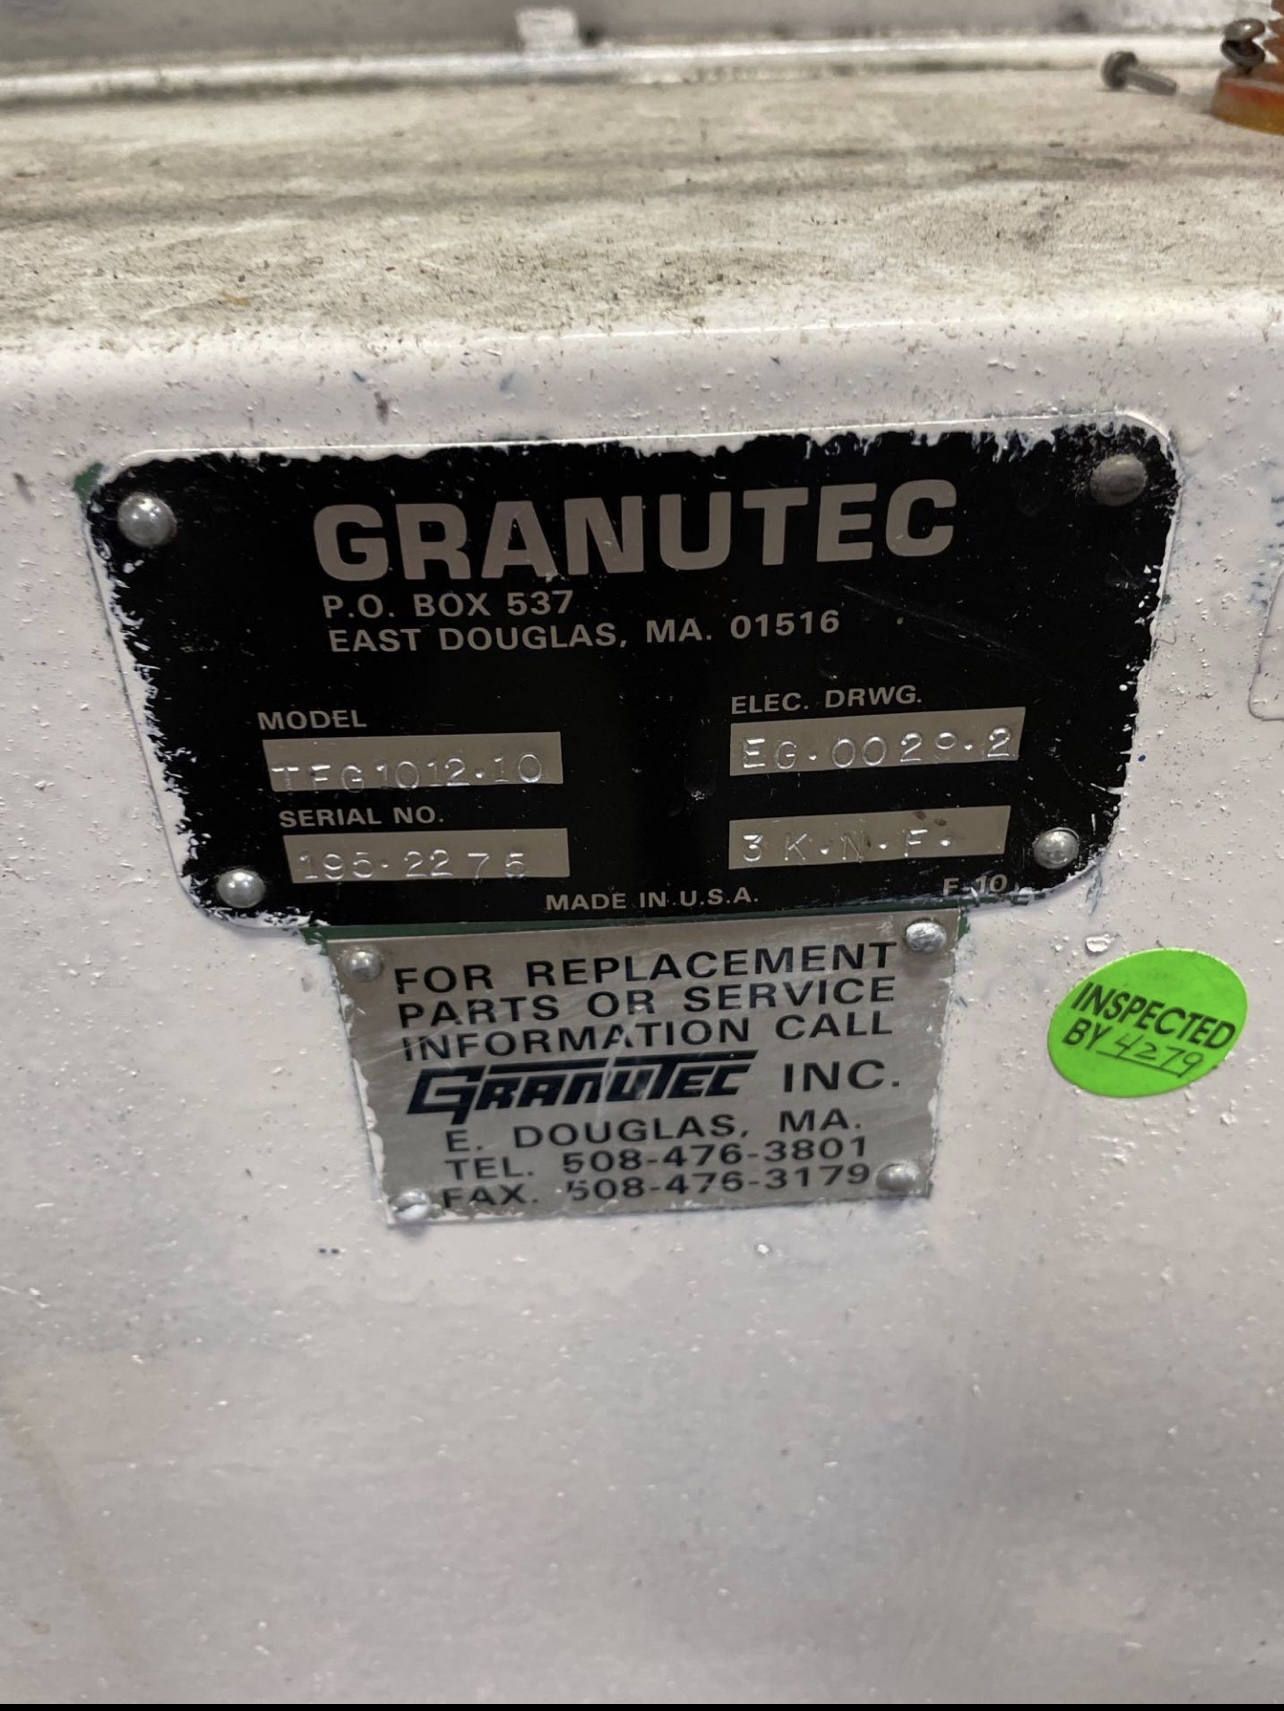 GRANUTEC
P.O. BOX 537
EAST DOUGLAS, MA. 01516
MODEL
TFG1012·10
ELEC. DRWG.
EG·0029·2
SERIAL NO.
195·2275
3 K·N·F·
MADE IN U.S.A.
F-10
FOR REPLACEMENT
PARTS OR SERVICE
INFORMATION CALL
GRANUTEC INC.
E. DOUGLAS, MA.
TEL. 508-476-3801
FAX. 508-476-3179
INSPECTED
BY 4279